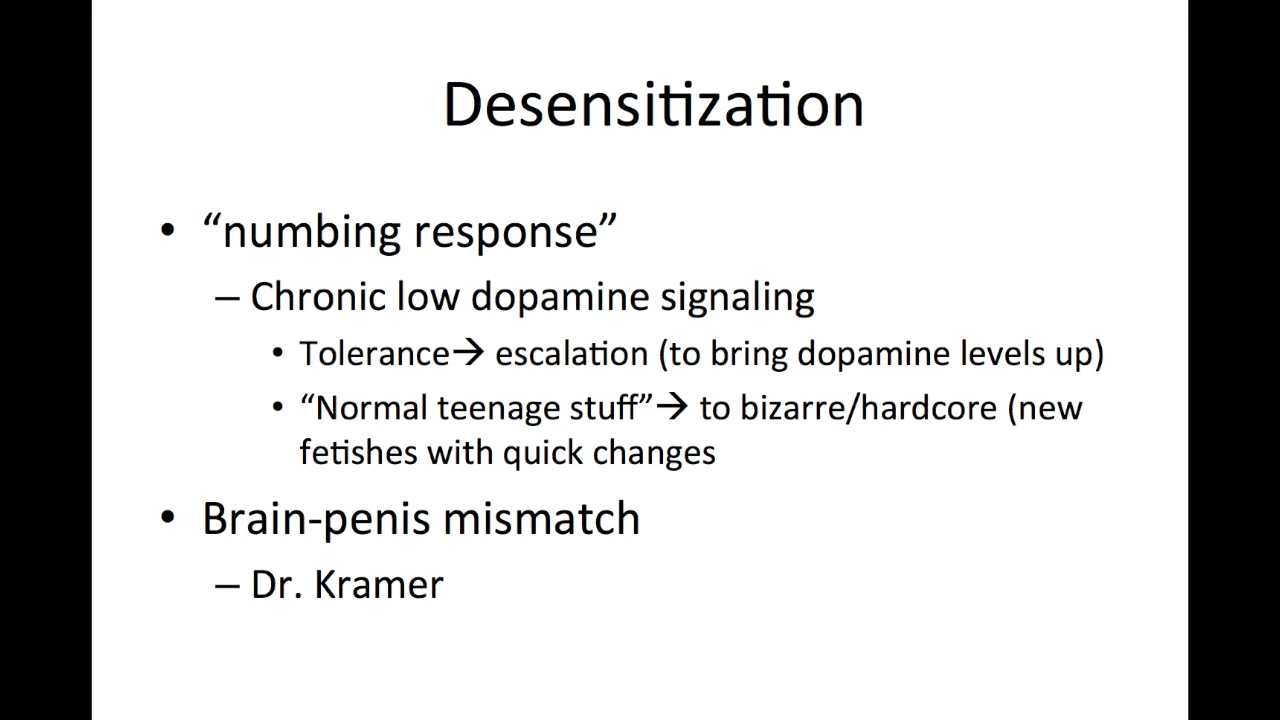 Desensitization
• “numbing response”
– Chronic low dopamine signaling
• Tolerance→ escalation (to bring dopamine levels up)
• “Normal teenage stuff”→ to bizarre/hardcore (new
fetishes with quick changes
• Brain-penis mismatch
– Dr. Kramer